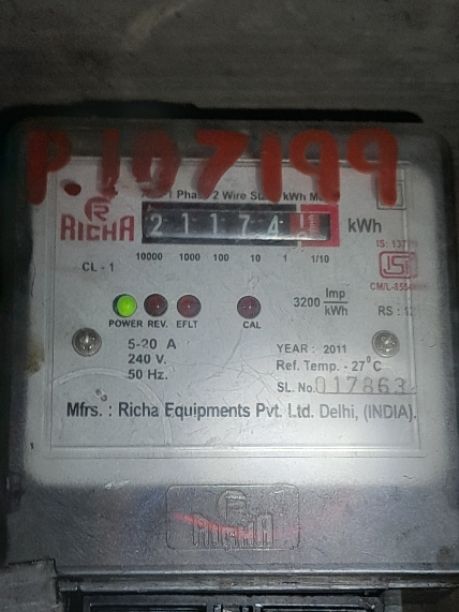 P.107199
1 Phase 2 Wire St kWh M
RICHA
21174
kWh
IS: 137
CL - 1
10000 1000 100 10 1 1/10
ISI
CM/L-
POWER REV. EFLT CAL
3200 Imp
kWh
RS :
5-20 A
240 V.
50 Hz.
YEAR : 2011
Ref. Temp. - 27°C
SL. No. 017863
Mfrs. : Richa Equipments Pvt. Ltd. Delhi, (INDIA).
RICHA